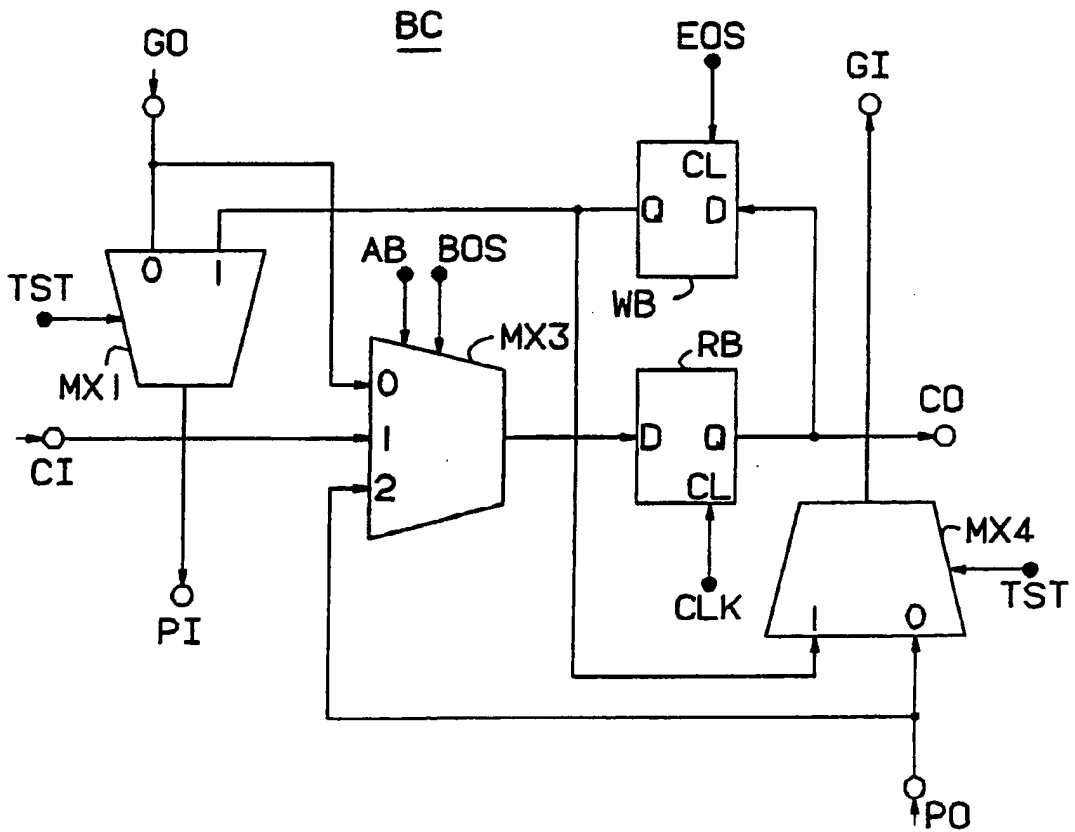 BC
GO
EOS
GI
CL
Q D
0 1
AB BOS
TST
WB
MX3
RB
MX1
0
CO
CI
1
D Q
2
CL
MX4
CLK
TST
1 0
PI
PO